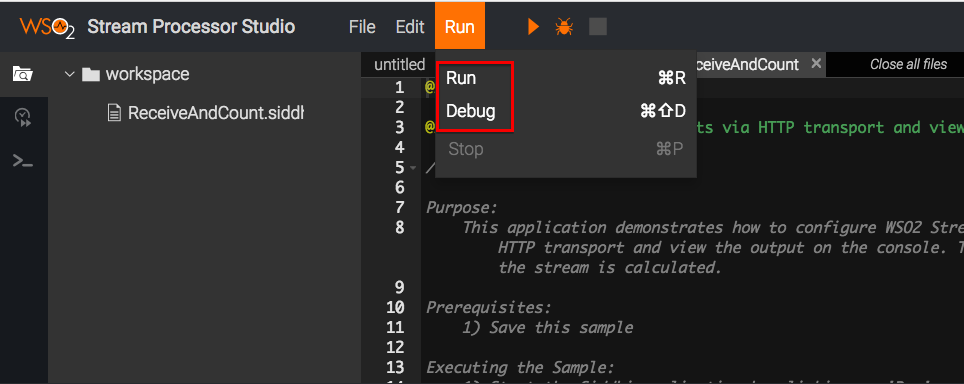 WSO2 Stream Processor Studio File Edit Run
untitled ceiveAndCount × Close all files
workspace
ReceiveAndCount.siddh
Run ⌘R
Debug ⌘⇧D
Stop ⌘P
1 @
2
3 @ ts via HTTP transport and view
4
5 /
6
7 Purpose:
8 This application demonstrates how to configure WSO2 Stre
HTTP transport and view the output on the console. T
the stream is calculated.
9
10 Prerequisites:
11 1) Save this sample
12
13 Executing the Sample:
14